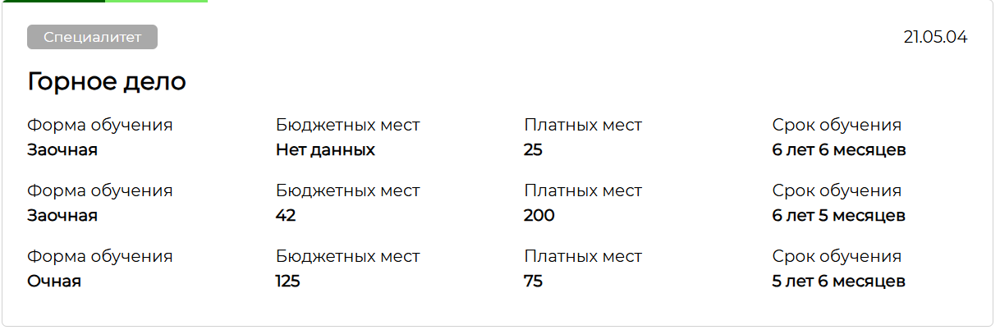 Специалитет 21.05.04
Горное дело
Форма обучения Бюджетных мест Платных мест Срок обучения
Заочная Нет данных 25 6 лет 6 месяцев
Форма обучения Бюджетных мест Платных мест Срок обучения
Заочная 42 200 6 лет 5 месяцев
Форма обучения Бюджетных мест Платных мест Срок обучения
Очная 125 75 5 лет 6 месяцев